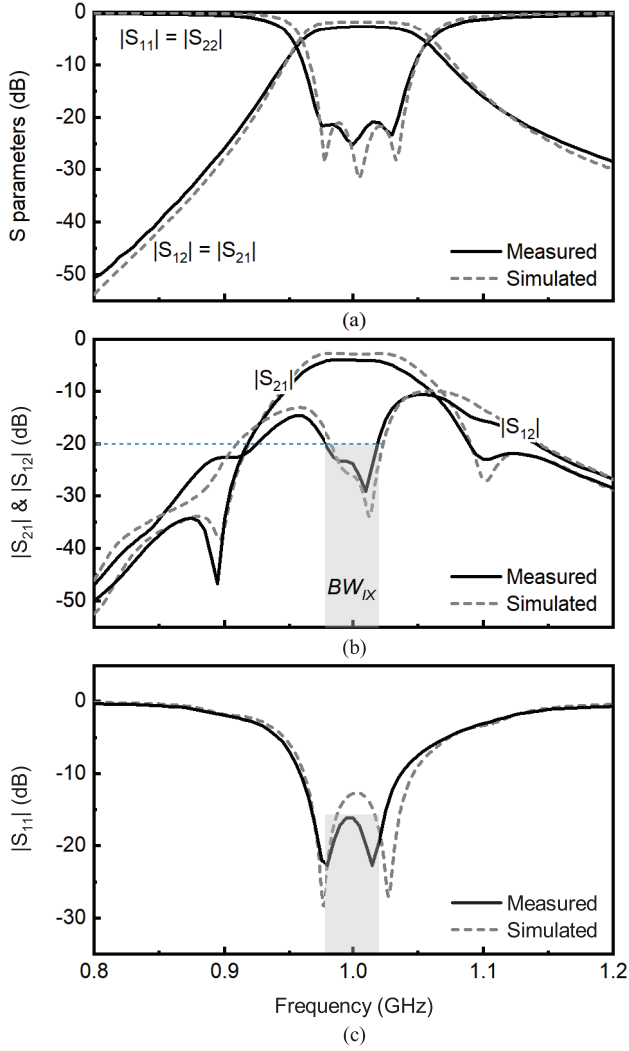 0
-10
-20
-30
-40
-50
S parameters (dB)
|S₁₁| = |S₂₂|
|S₁₂| = |S₂₁|
Measured
Simulated
(a)
0
-10
-20
-30
-40
-50
|S₂₁| & |S₁₂| (dB)
|S₂₁|
|S₁₂|
BW_IX
Measured
Simulated
(b)
0
-10
-20
-30
|S₁₁| (dB)
Measured
Simulated
0.8 0.9 1.0 1.1 1.2
Frequency (GHz)
(c)